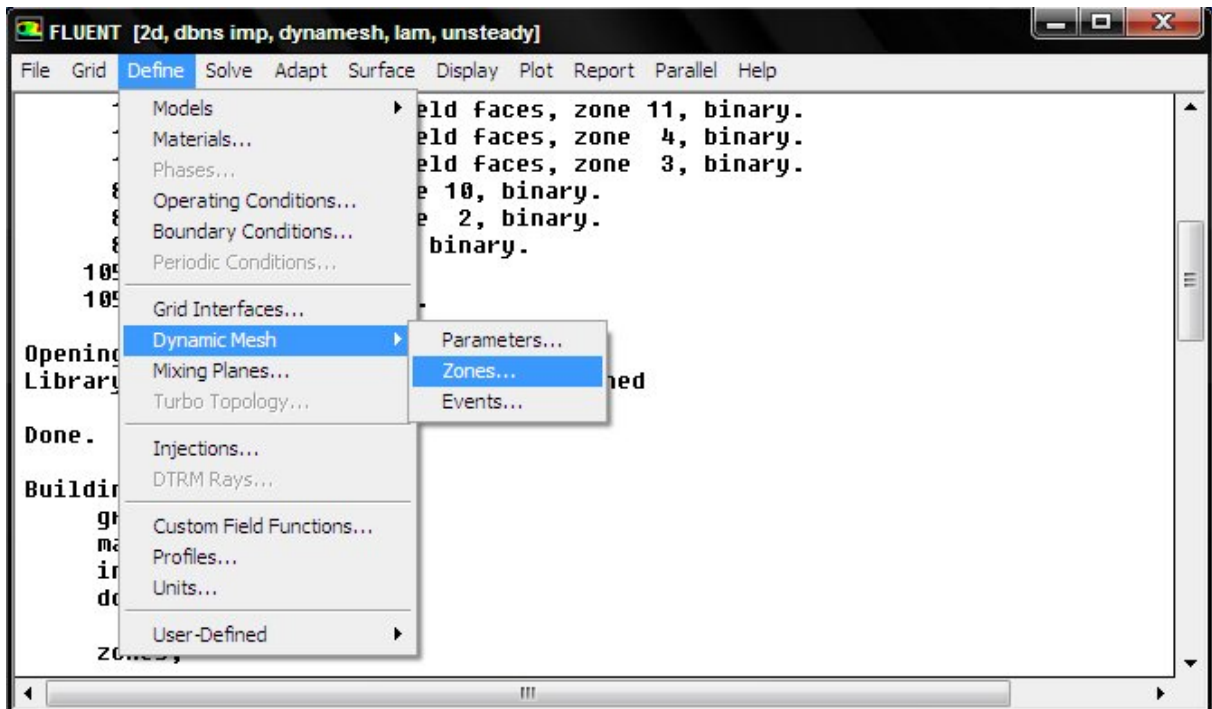 FLUENT [2d, dbns imp, dynamesh, lam, unsteady]
File Grid Define Solve Adapt Surface Display Plot Report Parallel Help
Models
Materials...
Phases...
Operating Conditions...
Boundary Conditions...
Periodic Conditions...
Grid Interfaces...
Dynamic Mesh
Mixing Planes...
Turbo Topology...
Injections...
DTRM Rays...
Custom Field Functions...
Profiles...
Units...
User-Defined
Parameters...
Zones...
Events...
faces, zone 11, binary.
faces, zone 4, binary.
faces, zone 3, binary.
10, binary.
2, binary.
binary.
Done.